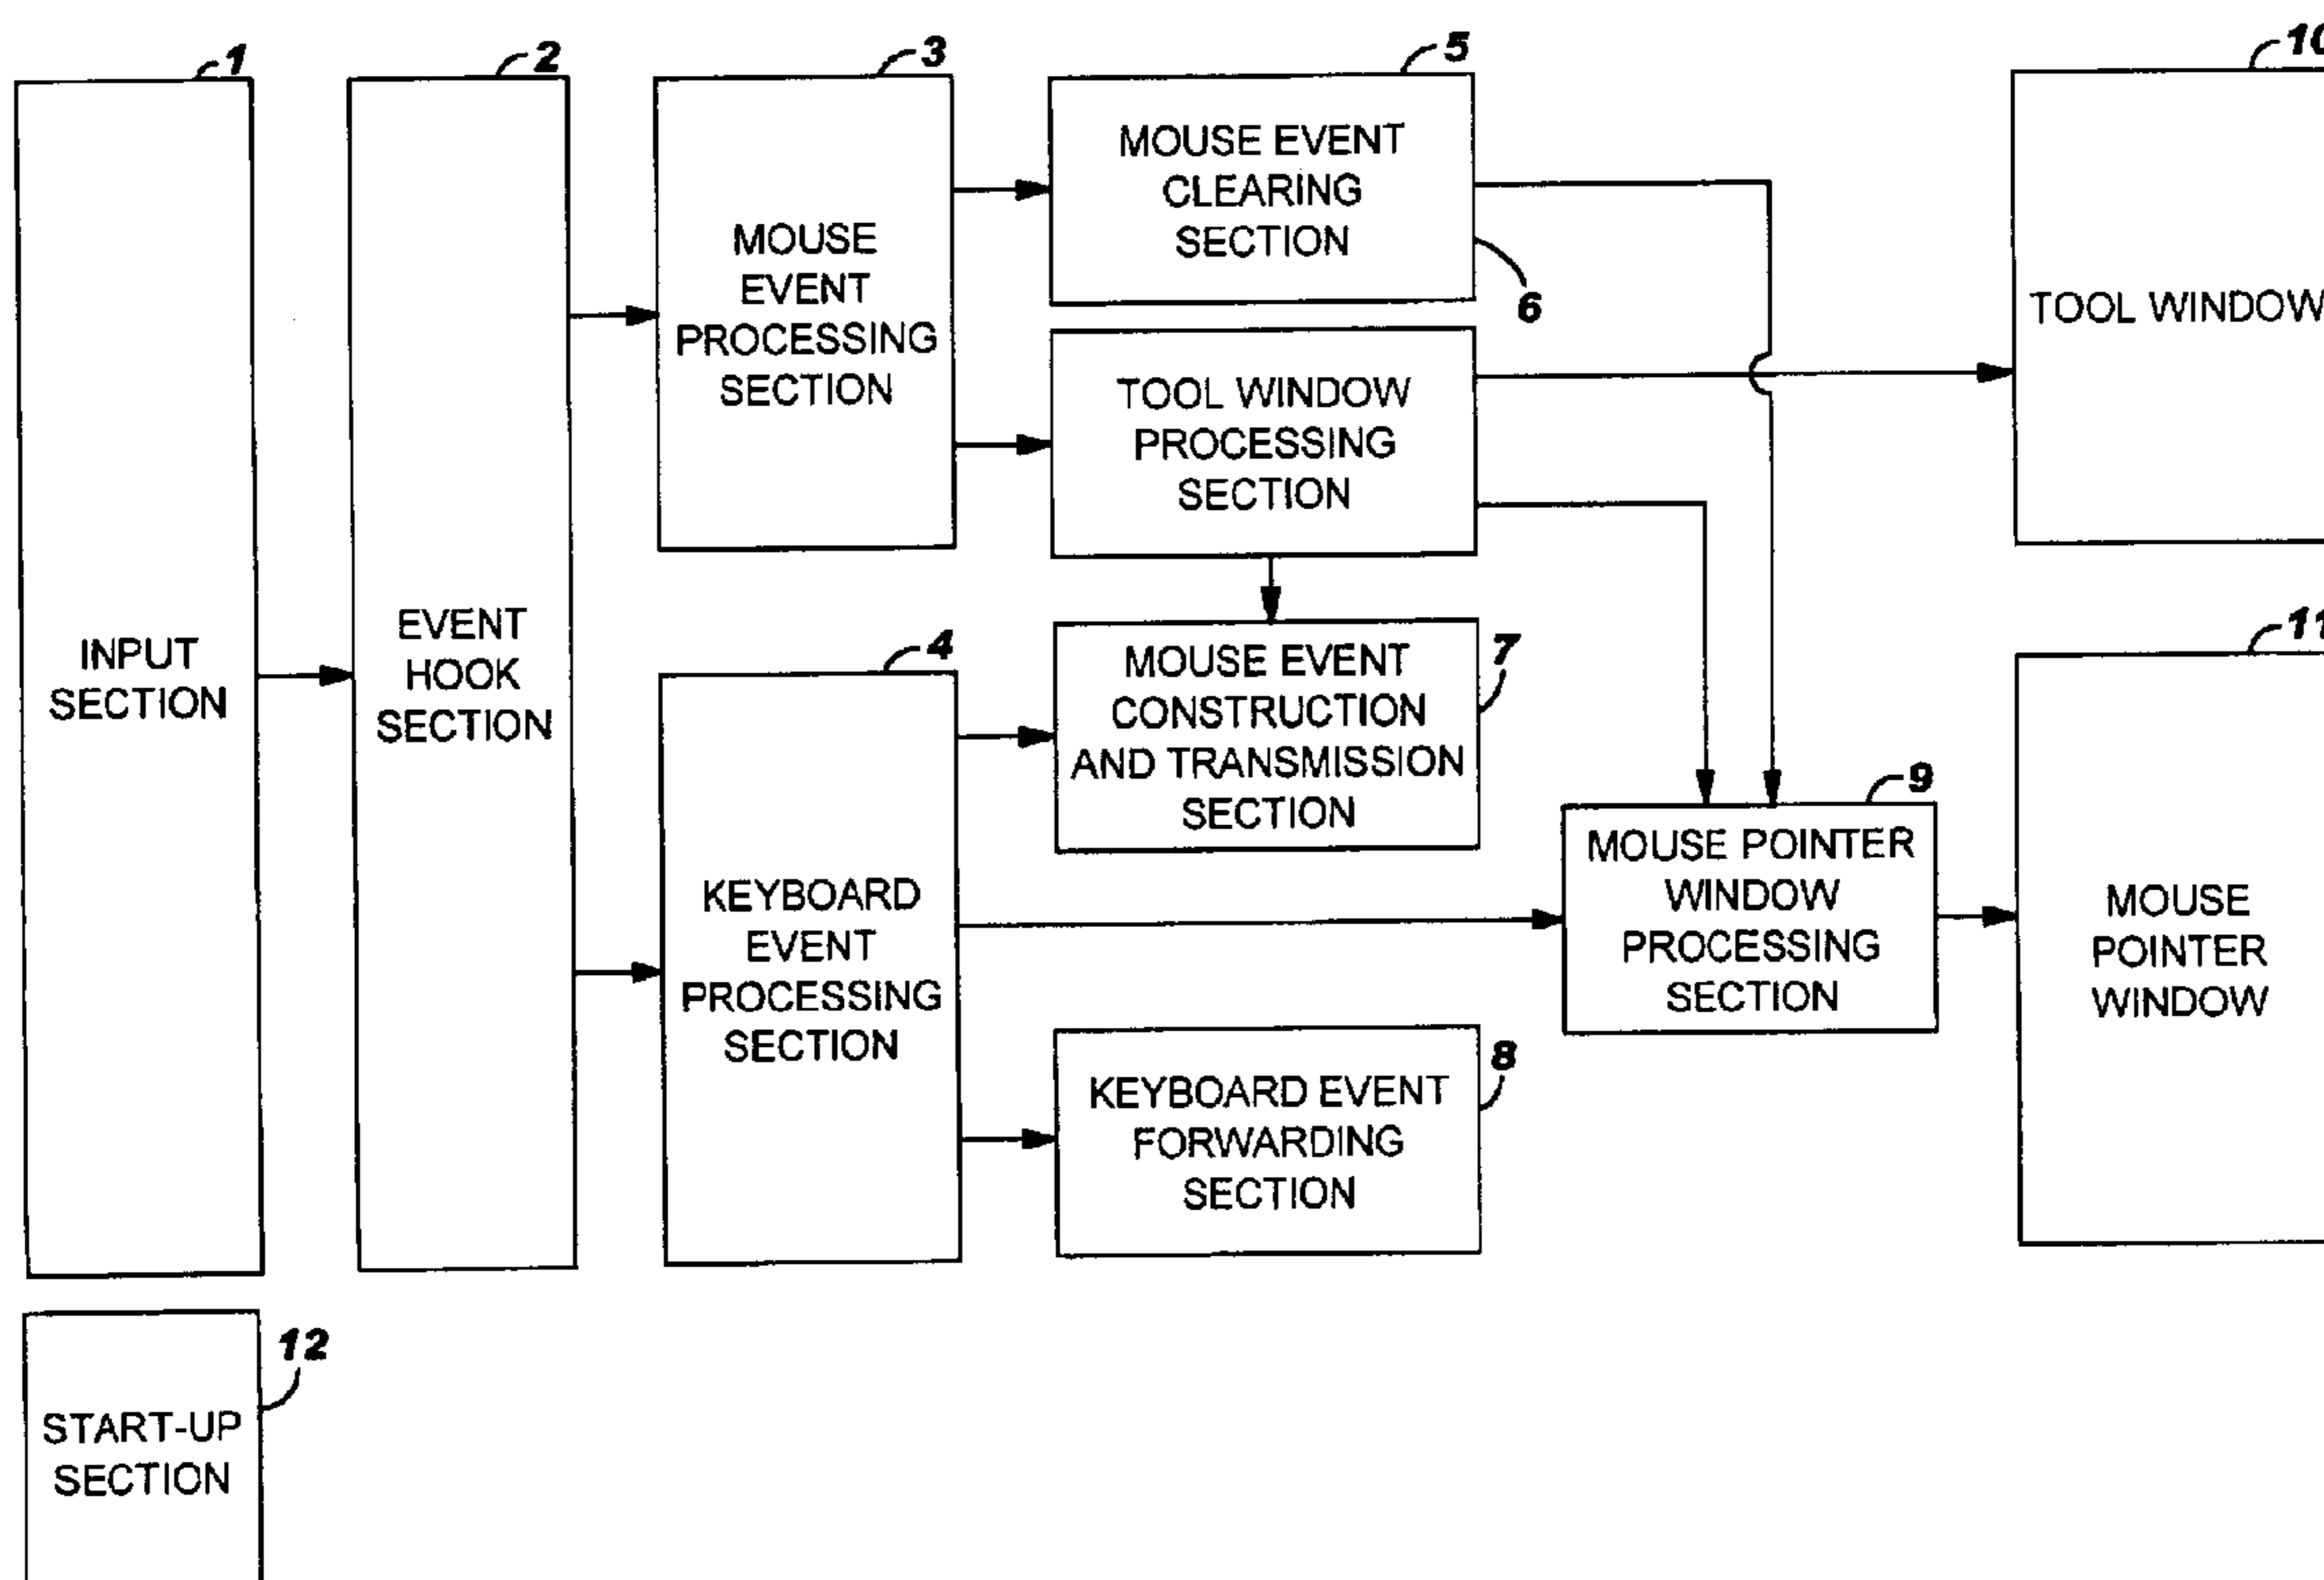 1
INPUT
SECTION
2
EVENT
HOOK
SECTION
3
MOUSE
EVENT
PROCESSING
SECTION
4
KEYBOARD
EVENT
PROCESSING
SECTION
5
MOUSE EVENT
CLEARING
SECTION
6
TOOL WINDOW
PROCESSING
SECTION
7
MOUSE EVENT
CONSTRUCTION
AND TRANSMISSION
SECTION
8
KEYBOARD EVENT
FORWARDING
SECTION
9
MOUSE POINTER
WINDOW
PROCESSING
SECTION
10
TOOL WINDOW
11
MOUSE
POINTER
WINDOW
12
START-UP
SECTION